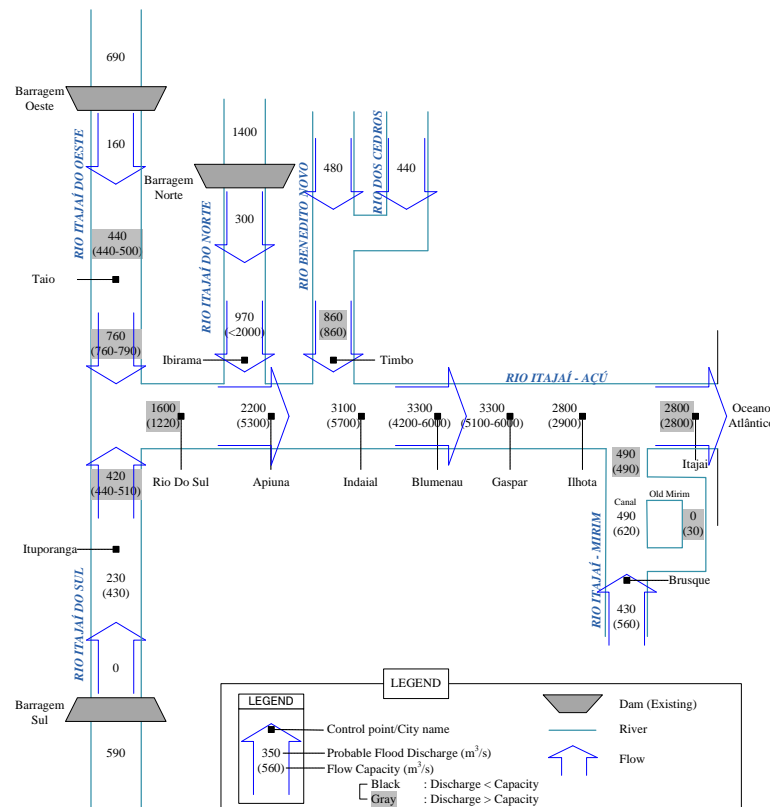 690
Barragem
Oeste
160
RIO ITAJAÍ DO OESTE
440
(440-500)
Taio
760
(760-790)
1400
Barragem
Norte
300
RIO ITAJAÍ DO NORTE
970
(<2000)
Ibirama
480
RIO BENEDITO NOVO
RIO DOS CEDROS
440
860
(860)
Timbo
RIO ITAJAÍ - AÇÚ
1600
(1220)
Rio Do Sul
2200
(5300)
Apiuna
3100
(5700)
Indaial
3300
(4200-6000)
Blumenau
3300
(5100-6000)
Gaspar
2800
(2900)
Ilhota
2800
(2800)
Itajai
Oceano
Atlântico
420
(440-510)
Ituporanga
230
(430)
RIO ITAJAÍ DO SUL
0
Barragem
Sul
590
490
(490)
Canal
490
(620)
Old Mirim
0
(30)
RIO ITAJAÍ - MIRIM
Brusque
430
(560)
LEGEND
LEGEND
Control point/City name
350 Probable Flood Discharge (m³/s)
(560) Flow Capacity (m³/s)
Black : Discharge < Capacity
Gray : Discharge > Capacity
Dam (Existing)
River
Flow